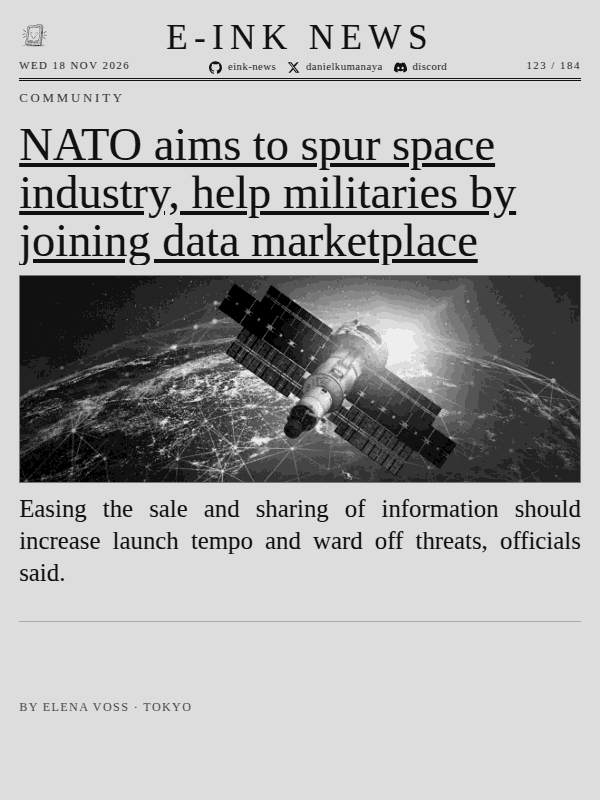 E-INK NEWS
WED 18 NOV 2026
eink-news danielkumanaya discord
123 / 184
COMMUNITY
NATO aims to spur space
industry, help militaries by
joining data marketplace
Easing the sale and sharing of information should
increase launch tempo and ward off threats, officials
said.
BY ELENA VOSS · TOKYO